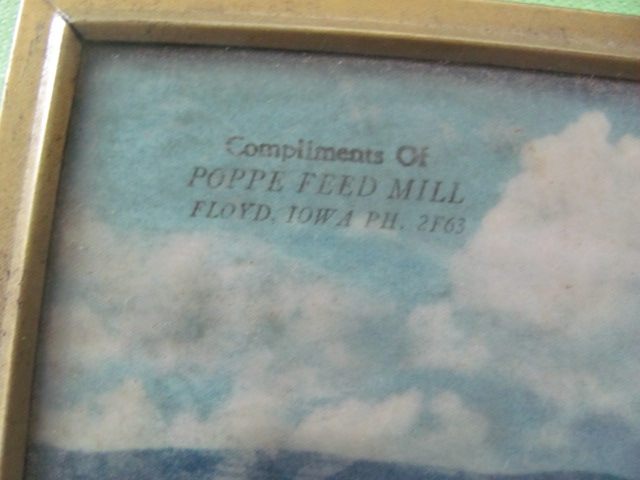 Compliments Of
POPPE FEED MILL
FLOYD, IOWA PH. 2F63